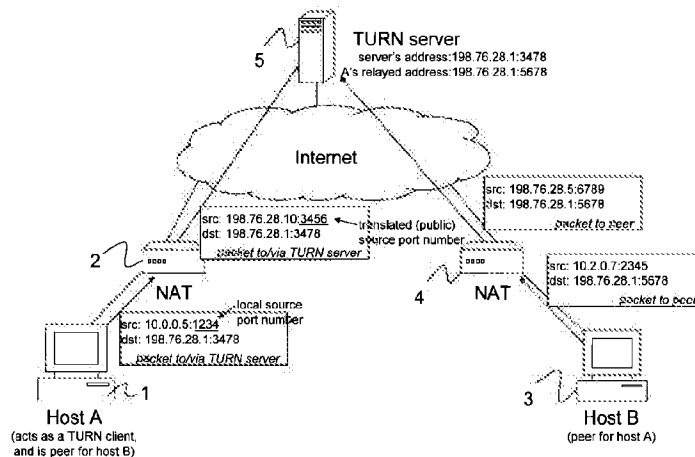 5
TURN server
server's address:198.76.28.1:3478
A's relayed address:198.76.28.1:5678
Internet
src: 198.76.28.5:6789
dst: 198.76.28.1:5678
packet to peer
src: 198.76.28.10:3456
dst: 198.76.28.1:3478
packet to/via TURN server
translated (public)
source port number
2
NAT
4
NAT
src: 10.2.0.7:2345
dst: 198.76.28.1:5678
packet to peer
local source
port number
src: 10.0.0.5:1234
dst: 198.76.28.1:3478
packet to/via TURN server
1
3
Host A
(acts as a TURN client,
and is peer for host B)
Host B
(peer for host A)